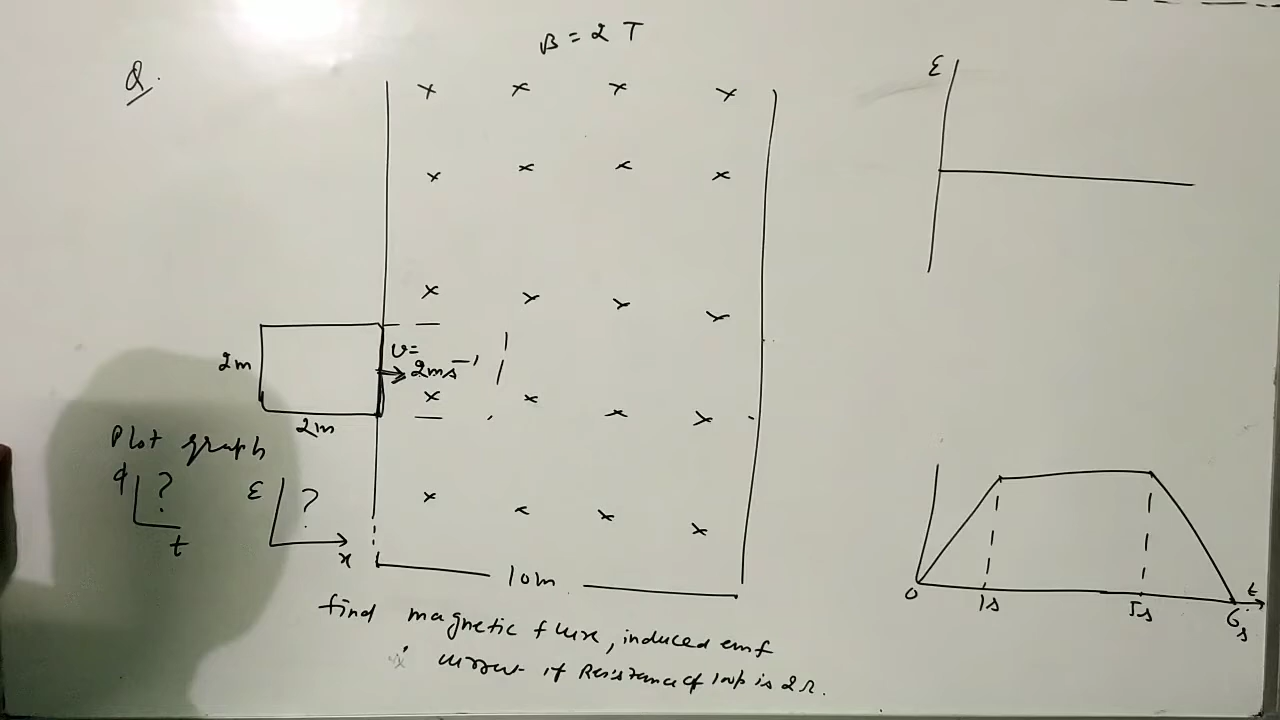 B = 2 T
Q.
ε
x x x x
x x x x
x x x x
v=
2m
2ms⁻¹
x x x x
2m
Plot graph
ϕ ? ε ?
t x
x x x x
10m
0 1s 5s 6s t
find magnetic flux, induced emf
current if Resistance of loop is 2Ω.